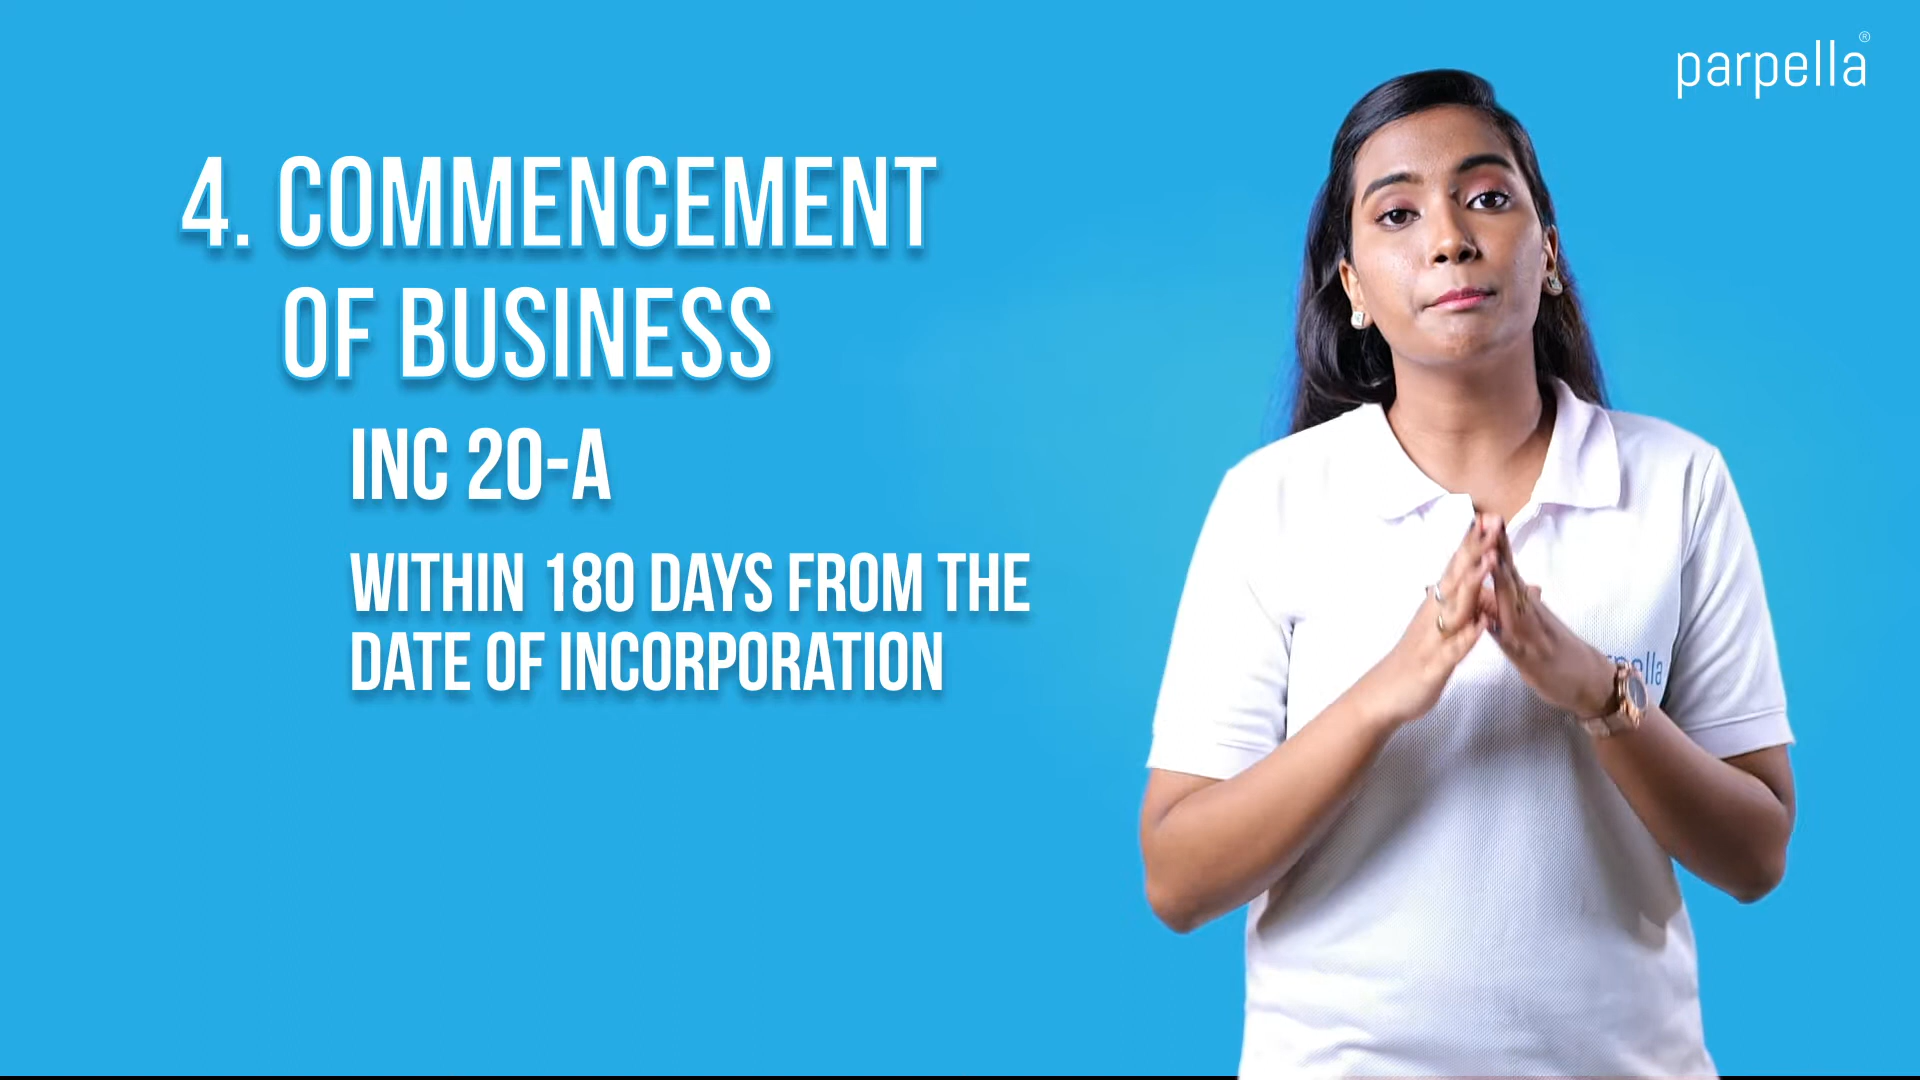 parpella®
4. COMMENCEMENT
OF BUSINESS
INC 20-A
WITHIN 180 DAYS FROM THE
DATE OF INCORPORATION